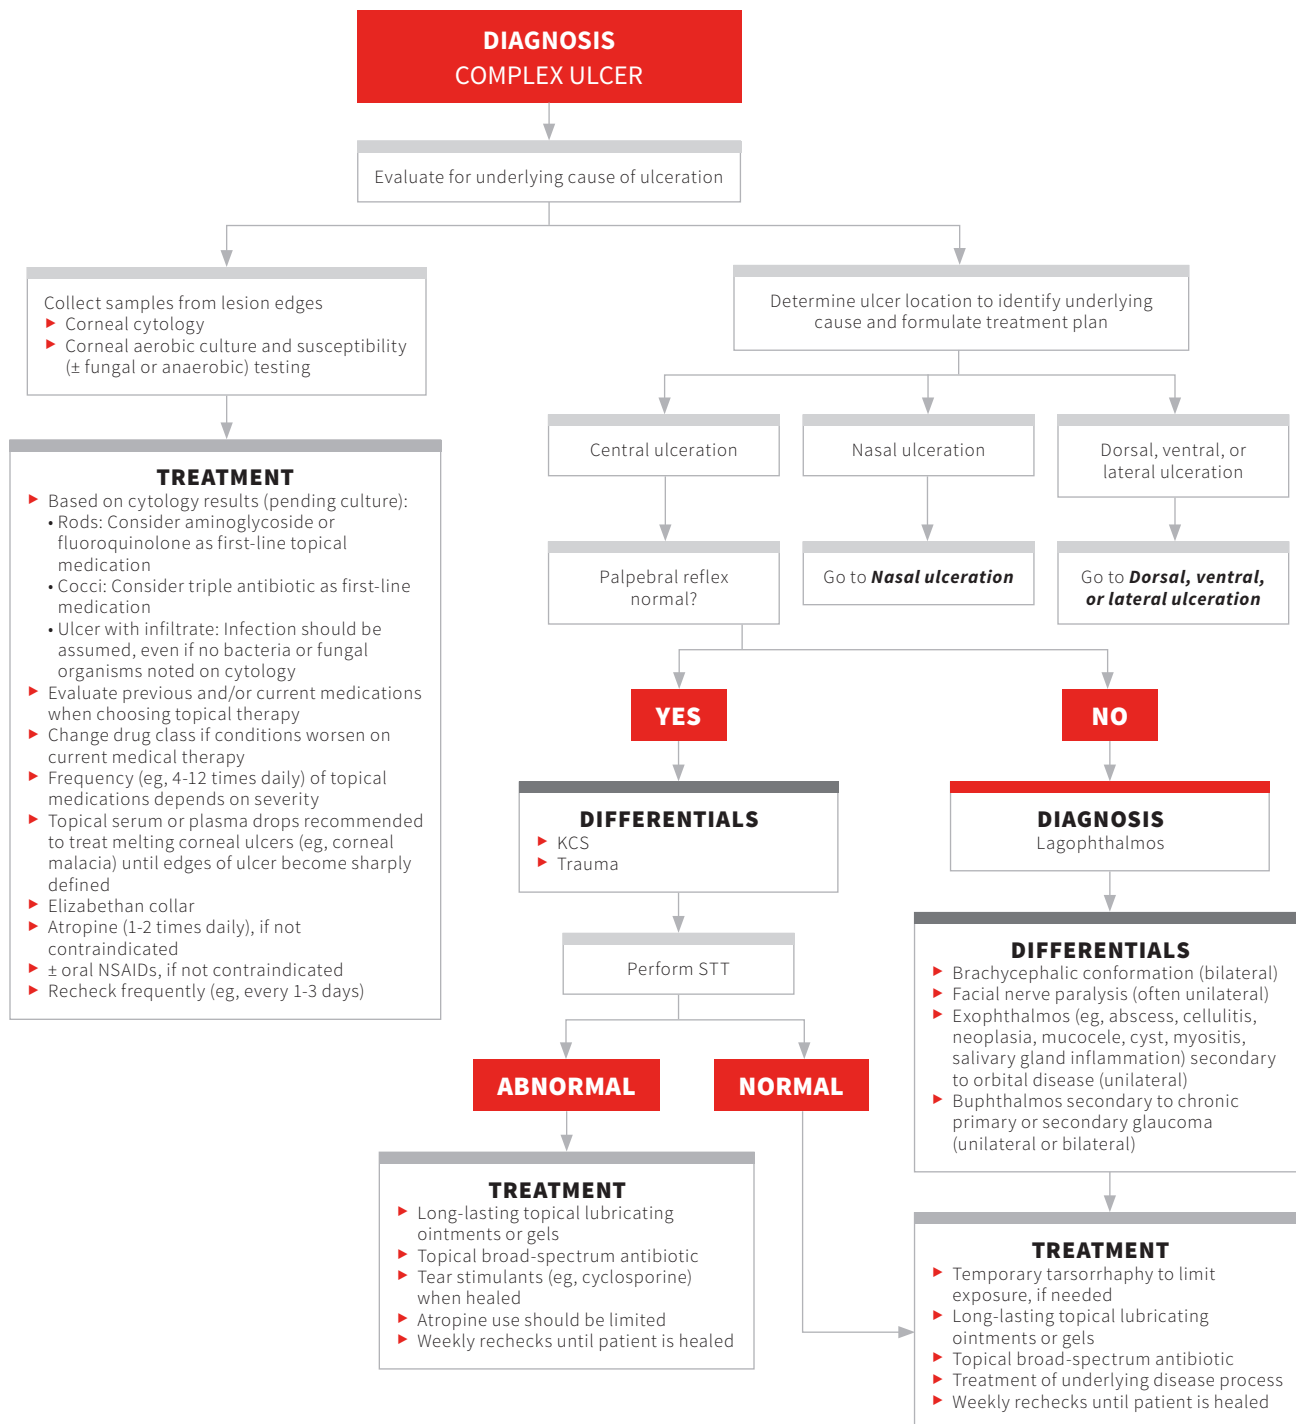 DIAGNOSIS
COMPLEX ULCER
Evaluate for underlying cause of ulceration
Collect samples from lesion edges
► Corneal cytology
► Corneal aerobic culture and susceptibility
(± fungal or anaerobic) testing
Determine ulcer location to identify underlying
cause and formulate treatment plan
TREATMENT
► Based on cytology results (pending culture):
• Rods: Consider aminoglycoside or
fluoroquinolone as first-line topical
medication
• Cocci: Consider triple antibiotic as first-line
medication
• Ulcer with infiltrate: Infection should be
assumed, even if no bacteria or fungal
organisms noted on cytology
► Evaluate previous and/or current medications
when choosing topical therapy
► Change drug class if conditions worsen on
current medical therapy
► Frequency (eg, 4-12 times daily) of topical
medications depends on severity
► Topical serum or plasma drops recommended
to treat melting corneal ulcers (eg, corneal
malacia) until edges of ulcer become sharply
defined
► Elizabethan collar
► Atropine (1-2 times daily), if not
contraindicated
► ± oral NSAIDs, if not contraindicated
► Recheck frequently (eg, every 1-3 days)
Central ulceration
Nasal ulceration
Dorsal, ventral, or
lateral ulceration
Palpebral reflex
normal?
Go to Nasal ulceration
Go to Dorsal, ventral,
or lateral ulceration
YES
NO
DIFFERENTIALS
► KCS
► Trauma
DIAGNOSIS
Lagophthalmos
Perform STT
DIFFERENTIALS
► Brachycephalic conformation (bilateral)
► Facial nerve paralysis (often unilateral)
► Exophthalmos (eg, abscess, cellulitis,
neoplasia, mucocele, cyst, myositis,
salivary gland inflammation) secondary
to orbital disease (unilateral)
► Buphthalmos secondary to chronic
primary or secondary glaucoma
(unilateral or bilateral)
ABNORMAL
NORMAL
TREATMENT
► Long-lasting topical lubricating
ointments or gels
► Topical broad-spectrum antibiotic
► Tear stimulants (eg, cyclosporine)
when healed
► Atropine use should be limited
► Weekly rechecks until patient is healed
TREATMENT
► Temporary tarsorrhaphy to limit
exposure, if needed
► Long-lasting topical lubricating
ointments or gels
► Topical broad-spectrum antibiotic
► Treatment of underlying disease process
► Weekly rechecks until patient is healed